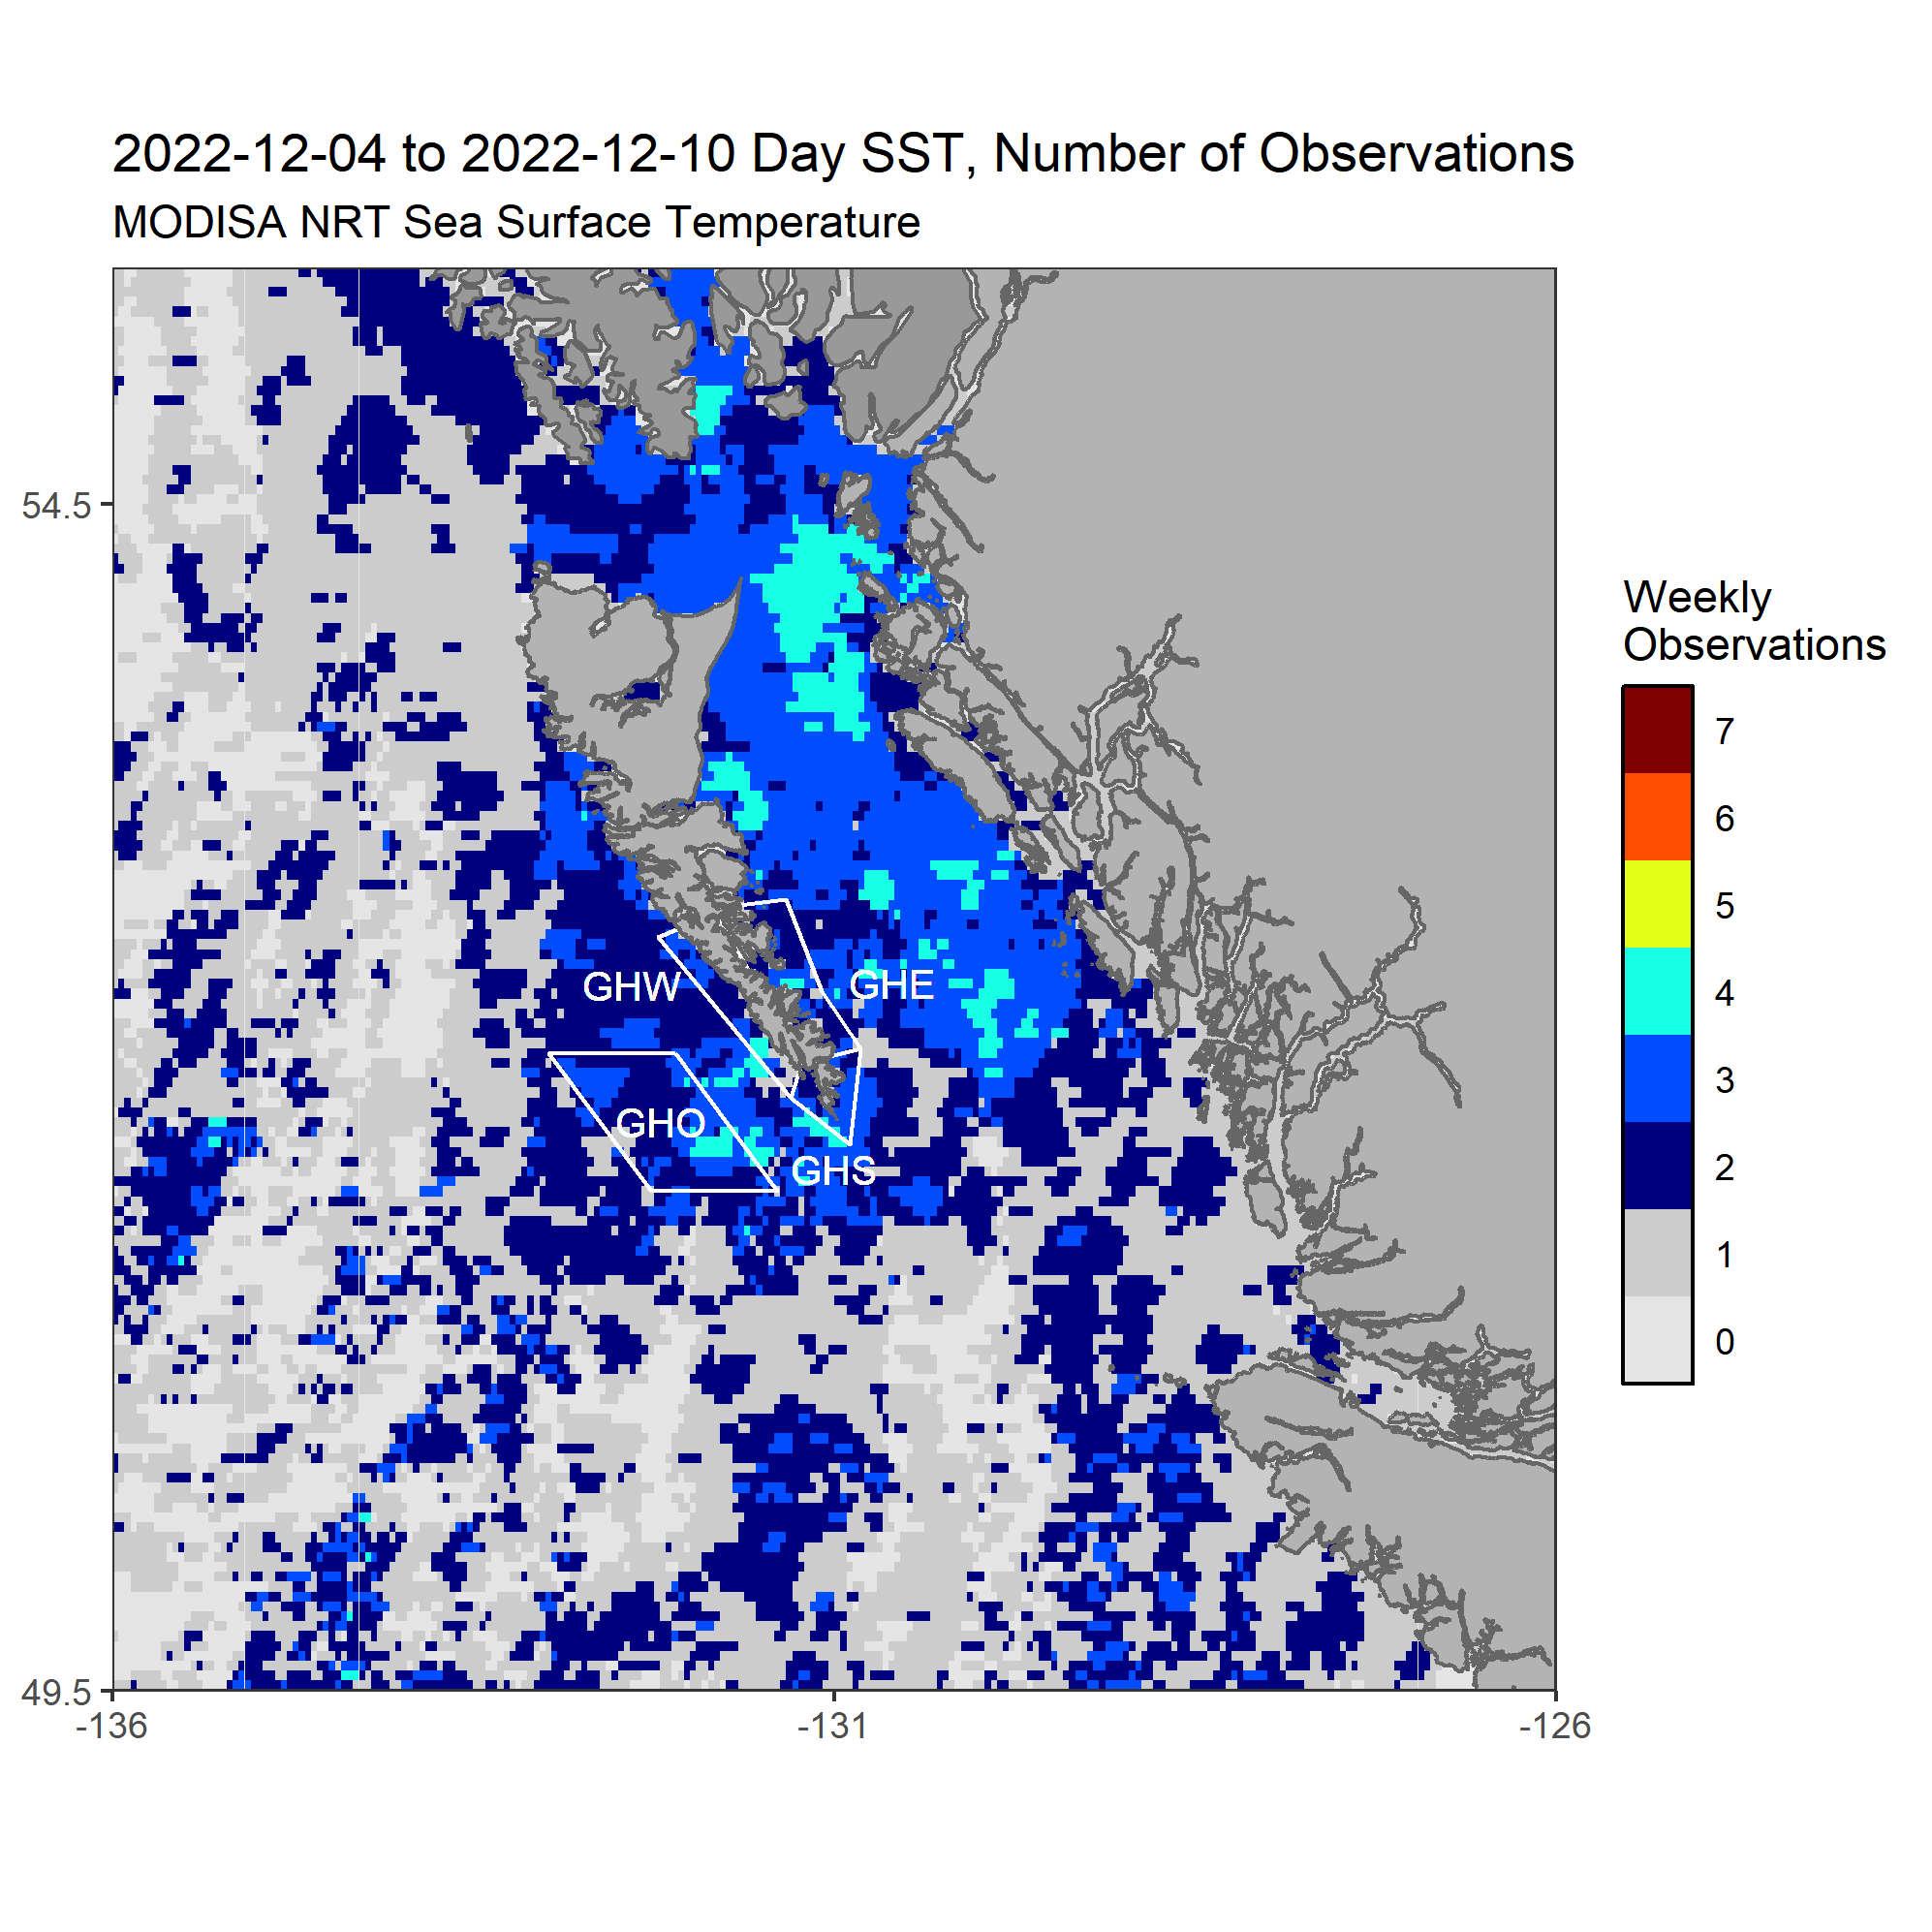 2022-12-04 to 2022-12-10 Day SST, Number of Observations
MODISA NRT Sea Surface Temperature
54.5
49.5
-136
-131
-126
GHW
GHE
GHO
GHS
Weekly
Observations
7
6
5
4
3
2
1
0